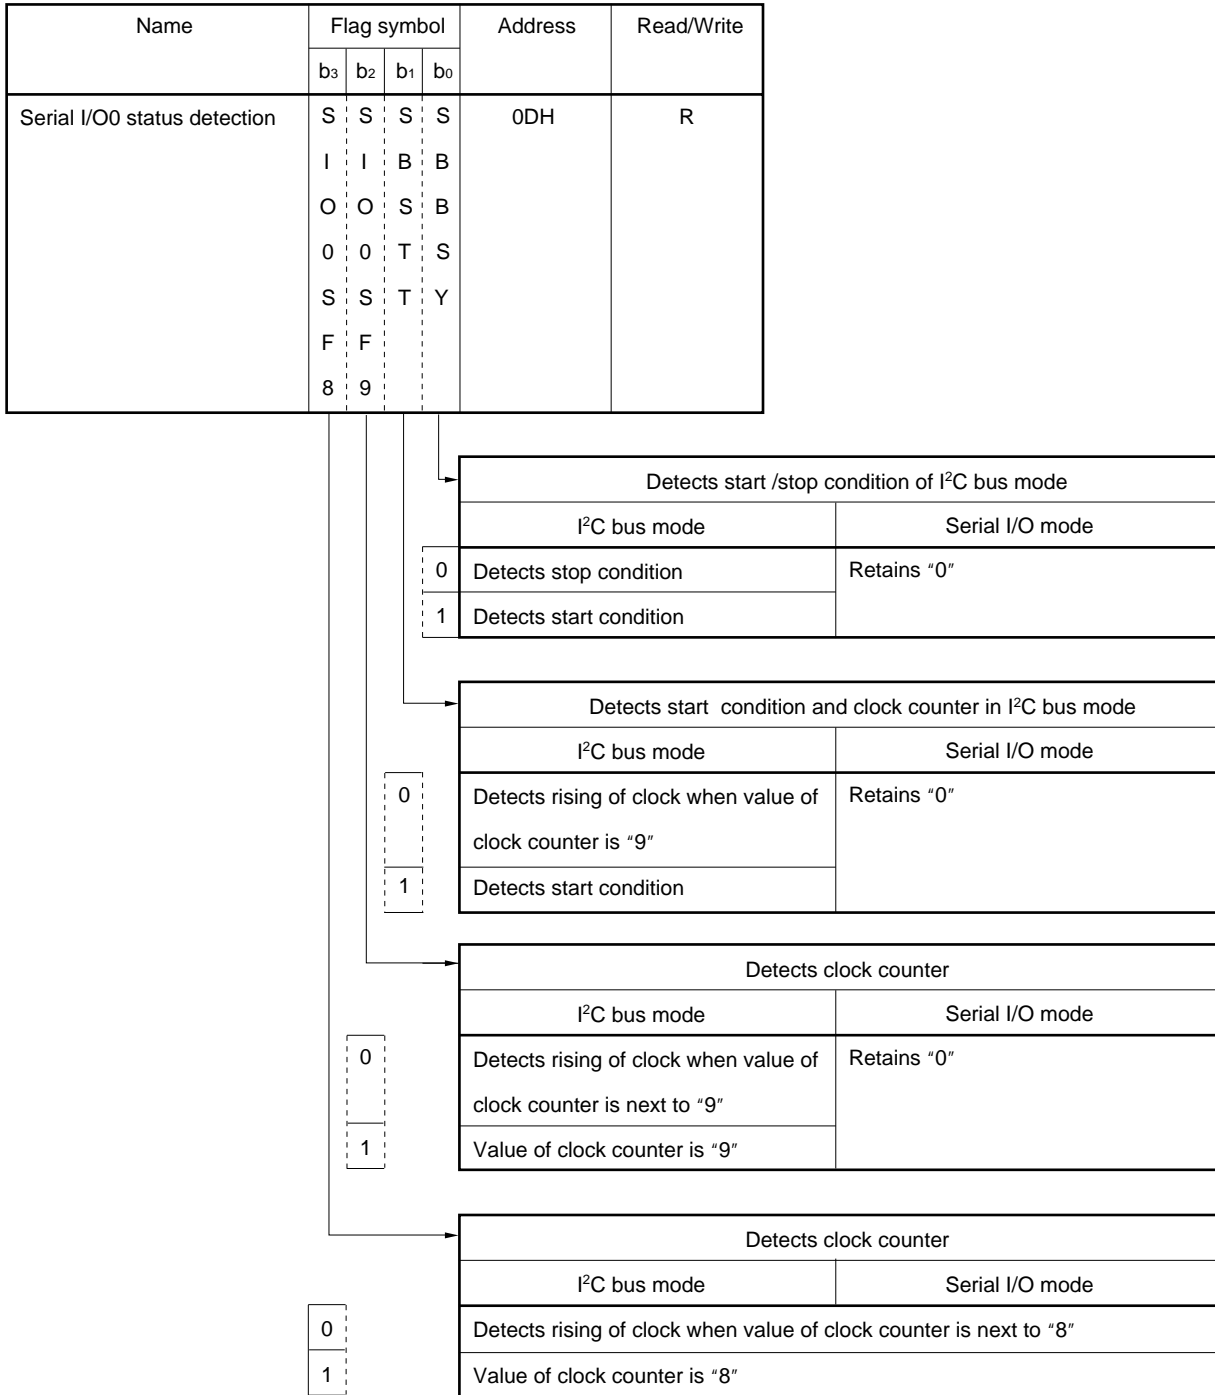 Name Flag symbol Address Read/Write
b3 b2 b1 b0
Serial I/O0 status detection S S S S 0DH R
I I B B
O O S B
0 0 T S
S S T Y
F F
8 9
Detects start /stop condition of I2C bus mode
I2C bus mode Serial I/O mode
0 Detects stop condition Retains “0”
1 Detects start condition
Detects start condition and clock counter in I2C bus mode
I2C bus mode Serial I/O mode
0 Detects rising of clock when value of Retains “0”
clock counter is “9”
1 Detects start condition
Detects clock counter
I2C bus mode Serial I/O mode
0 Detects rising of clock when value of Retains “0”
clock counter is next to “9”
1 Value of clock counter is “9”
Detects clock counter
I2C bus mode Serial I/O mode
0 Detects rising of clock when value of clock counter is next to “8”
1 Value of clock counter is “8”